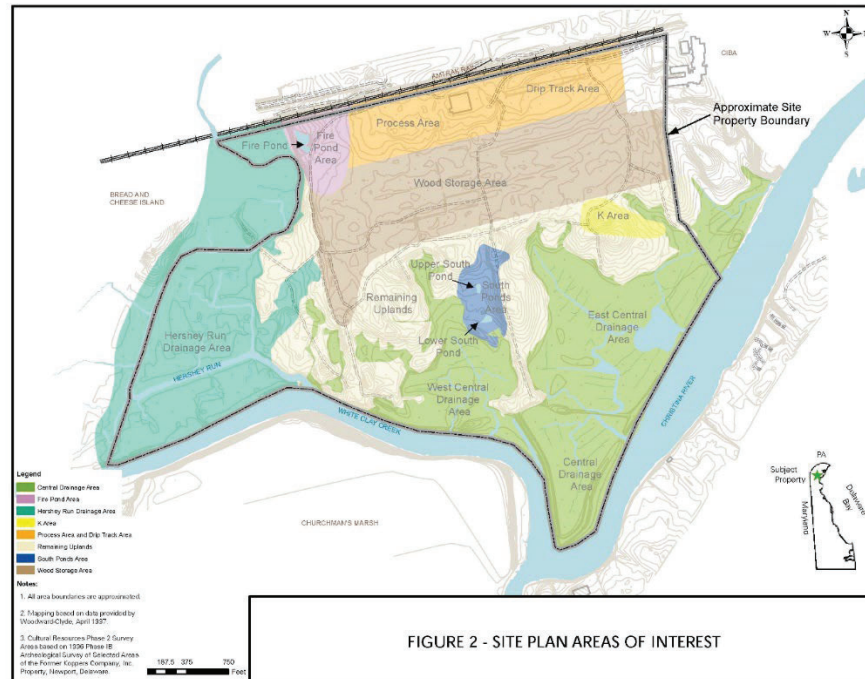 N
W
E
S
CIBA
AMTRAK RAIL
Drip Track Area
Approximate Site
Property Boundary
Process Area
Fire Pond
Fire
Pond
Area
BREAD AND
CHEESE ISLAND
Wood Storage Area
K Area
Upper South
Pond
South
Ponds
Area
Remaining
Uplands
East Central
Drainage
Area
Lower South
Pond
Hershey Run
Drainage Area
HERSHEY RUN
West Central
Drainage
Area
WHITE CLAY CREEK
CHRISTINA RIVER
Central
Drainage
Area
CHURCHMAN'S MARSH
PA
Subject
Property
Maryland
Delaware
Bay
Legend
Central Drainage Area
Fire Pond Area
Hershey Run Drainage Area
K Area
Process Area and Drip Track Area
Remaining Uplands
South Ponds Area
Wood Storage Area
Notes:
1. All area boundaries are approximated.
2. Mapping based on data provided by
Woodward-Clyde, April 1997.
3. Cultural Resources Phase 2 Survey
Areas based on 1996 Phase IB
Archeological Survey of Selected Areas
of the Former Koppers Company, Inc.
Property, Newport, Delaware.
187.5 375 750
Feet
FIGURE 2 - SITE PLAN AREAS OF INTEREST